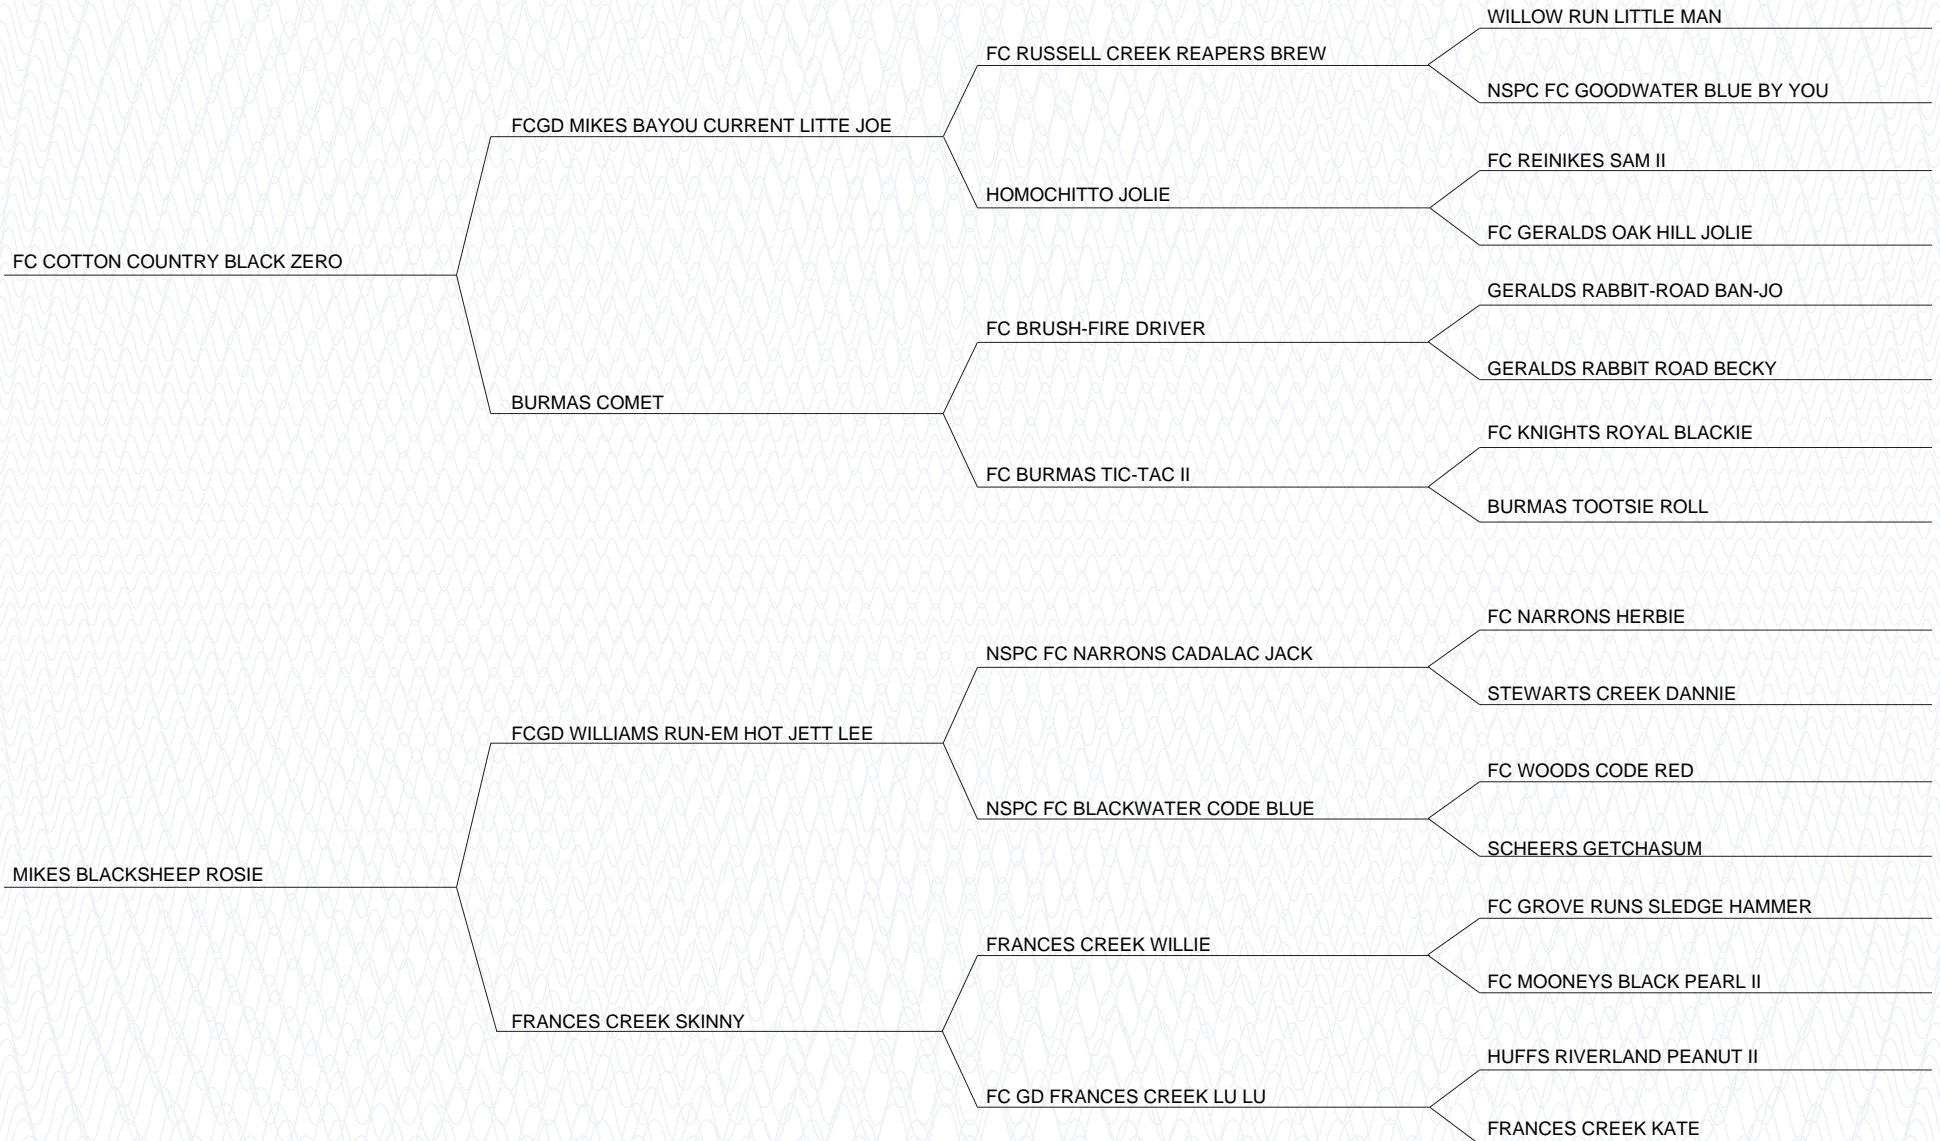 WILLOW RUN LITTLE MAN
FC RUSSELL CREEK REAPERS BREW
NSPC FC GOODWATER BLUE BY YOU
FCGD MIKES BAYOU CURRENT LITTE JOE
FC REINIKES SAM II
HOMOCHITTO JOLIE
FC GERALDS OAK HILL JOLIE
FC COTTON COUNTRY BLACK ZERO
GERALDS RABBIT-ROAD BAN-JO
FC BRUSH-FIRE DRIVER
GERALDS RABBIT ROAD BECKY
BURMAS COMET
FC KNIGHTS ROYAL BLACKIE
FC BURMAS TIC-TAC II
BURMAS TOOTSIE ROLL
FC NARRONS HERBIE
NSPC FC NARRONS CADALAC JACK
STEWARTS CREEK DANNIE
FCGD WILLIAMS RUN-EM HOT JETT LEE
FC WOODS CODE RED
NSPC FC BLACKWATER CODE BLUE
SCHEERS GETCHASUM
MIKES BLACKSHEEP ROSIE
FC GROVE RUNS SLEDGE HAMMER
FRANCES CREEK WILLIE
FC MOONEYS BLACK PEARL II
FRANCES CREEK SKINNY
HUFFS RIVERLAND PEANUT II
FC GD FRANCES CREEK LU LU
FRANCES CREEK KATE